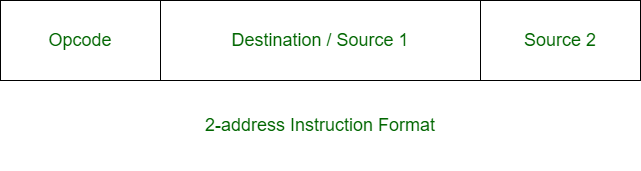 Opcode Destination / Source 1 Source 2
2-address Instruction Format